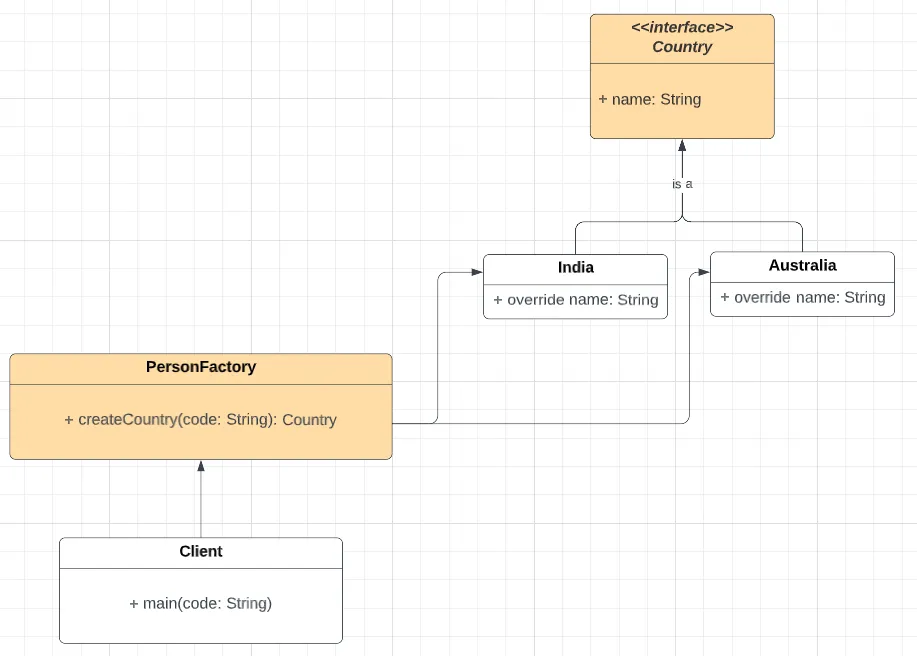 <<interface>>
Country
+ name: String
is a
India
+ override name: String
Australia
+ override name: String
PersonFactory
+ createCountry(code: String): Country
Client
+ main(code: String)